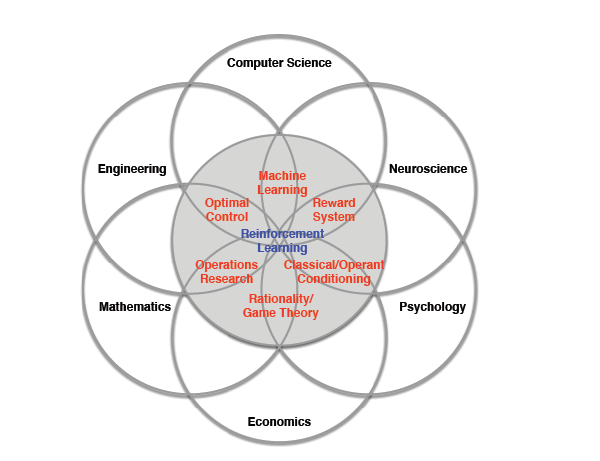 Computer Science
Engineering
Neuroscience
Machine
Learning
Optimal
Control
Reward
System
Reinforcement
Learning
Operations
Research
Classical/Operant
Conditioning
Rationality/
Game Theory
Mathematics
Psychology
Economics